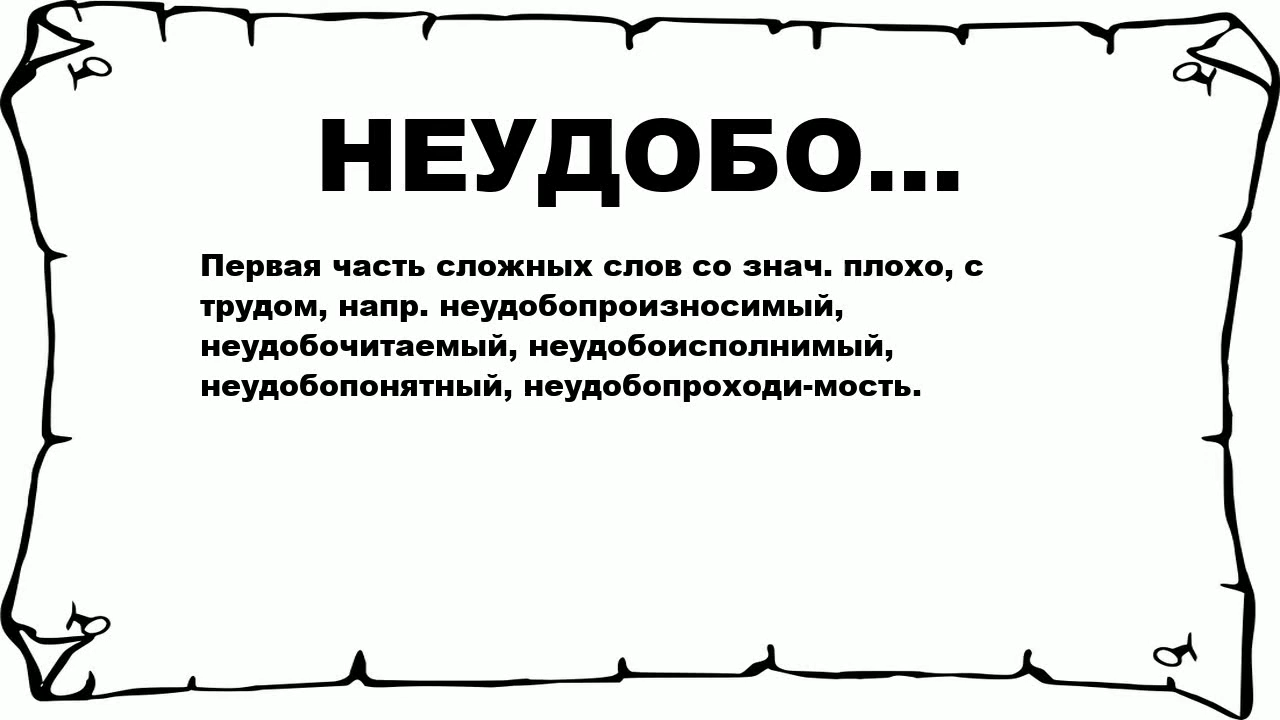 НЕУДОБО...
Первая часть сложных слов со знач. плохо, с
трудом, напр. неудобопроизносимый,
неудобочитаемый, неудобоисполнимый,
неудобопонятный, неудобопроходи-мость.